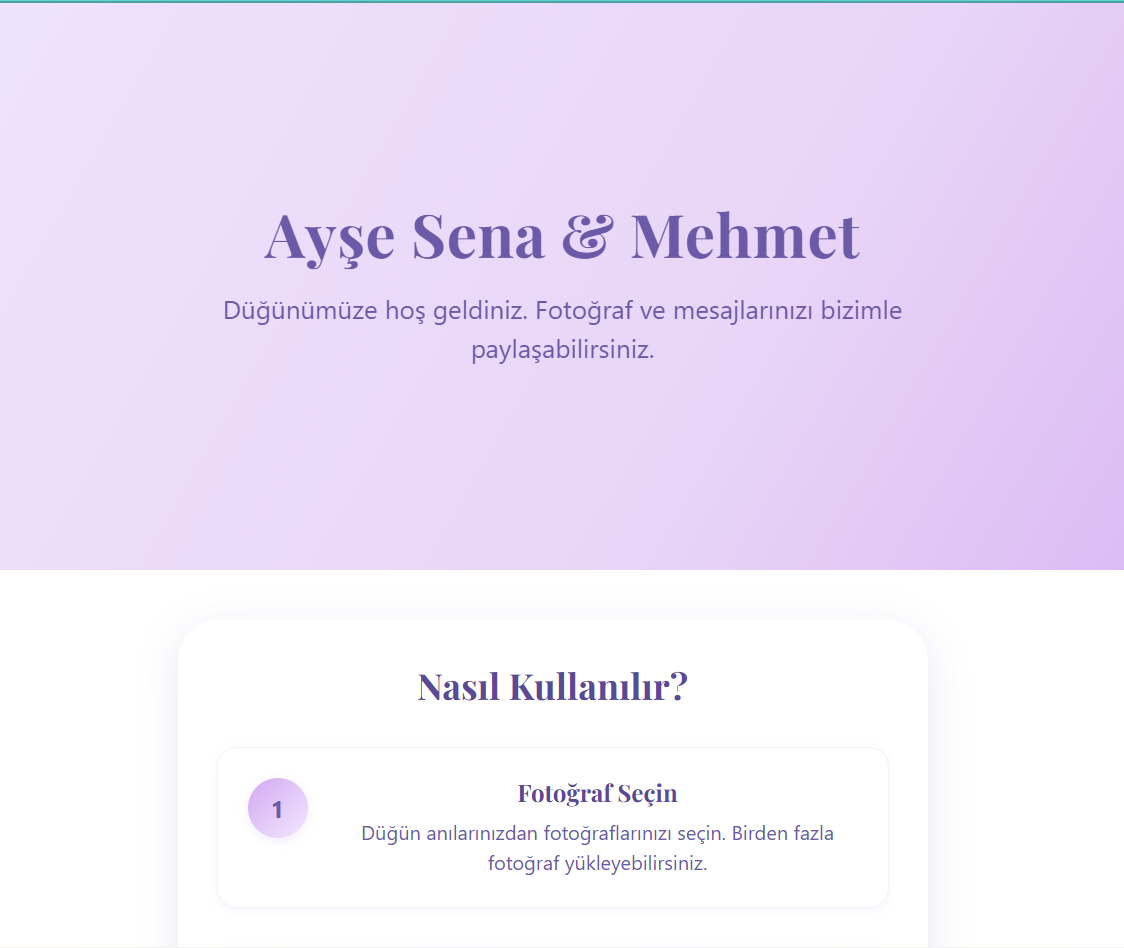 Ayşe Sena & Mehmet
Düğünümüze hoş geldiniz. Fotoğraf ve mesajlarınızı bizimle
paylaşabilirsiniz.
Nasıl Kullanılır?
1
Fotoğraf Seçin
Düğün anılarınızdan fotoğraflarınızı seçin. Birden fazla
fotoğraf yükleyebilirsiniz.